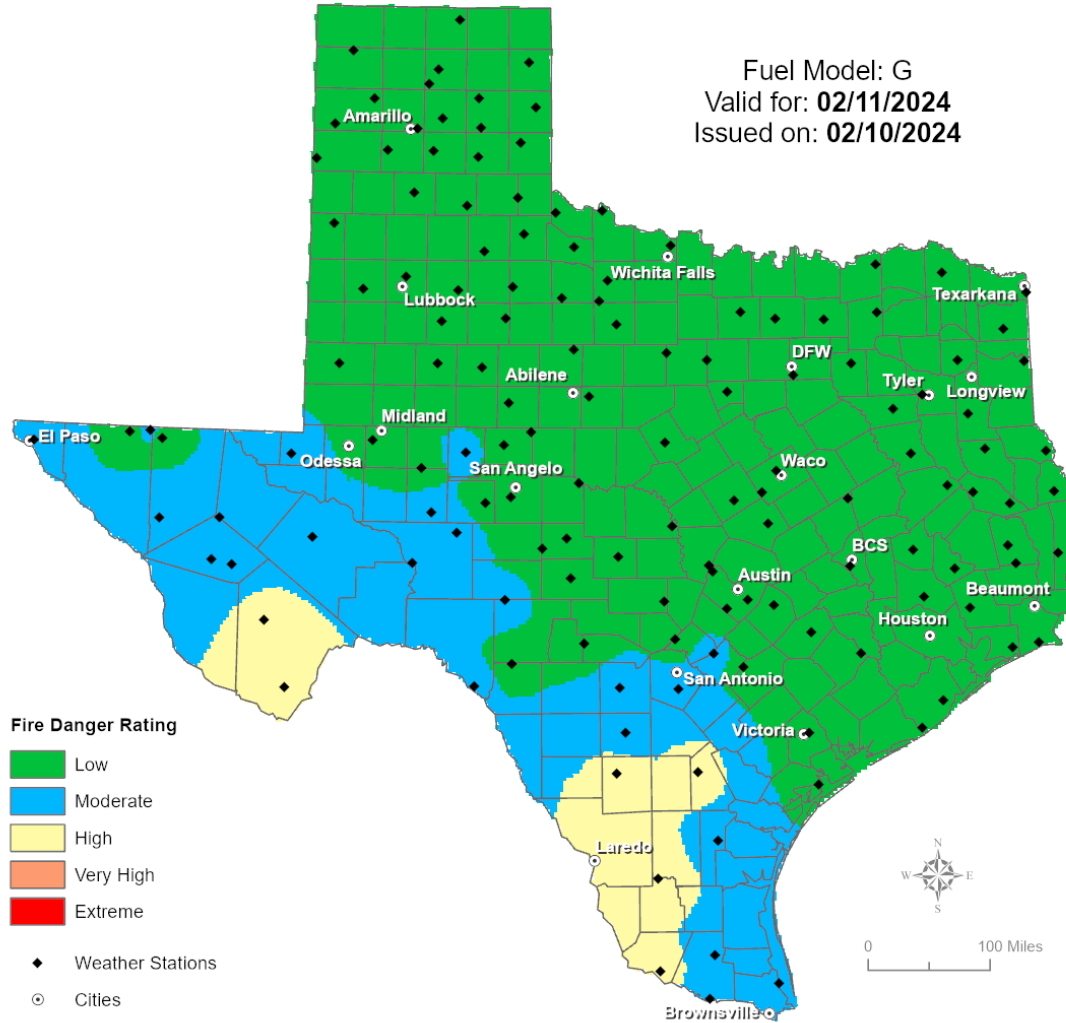 Fuel Model: G
Valid for: 02/11/2024
Issued on: 02/10/2024
Amarillo
Wichita Falls
Lubbock
Texarkana
DFW
Abilene
Tyler
Longview
Midland
El Paso
Odessa
San Angelo
Waco
BCS
Austin
Beaumont
Houston
San Antonio
Victoria
Laredo
Brownsville
Fire Danger Rating
Low
Moderate
High
Very High
Extreme
Weather Stations
Cities
N
W
E
S
0
100 Miles